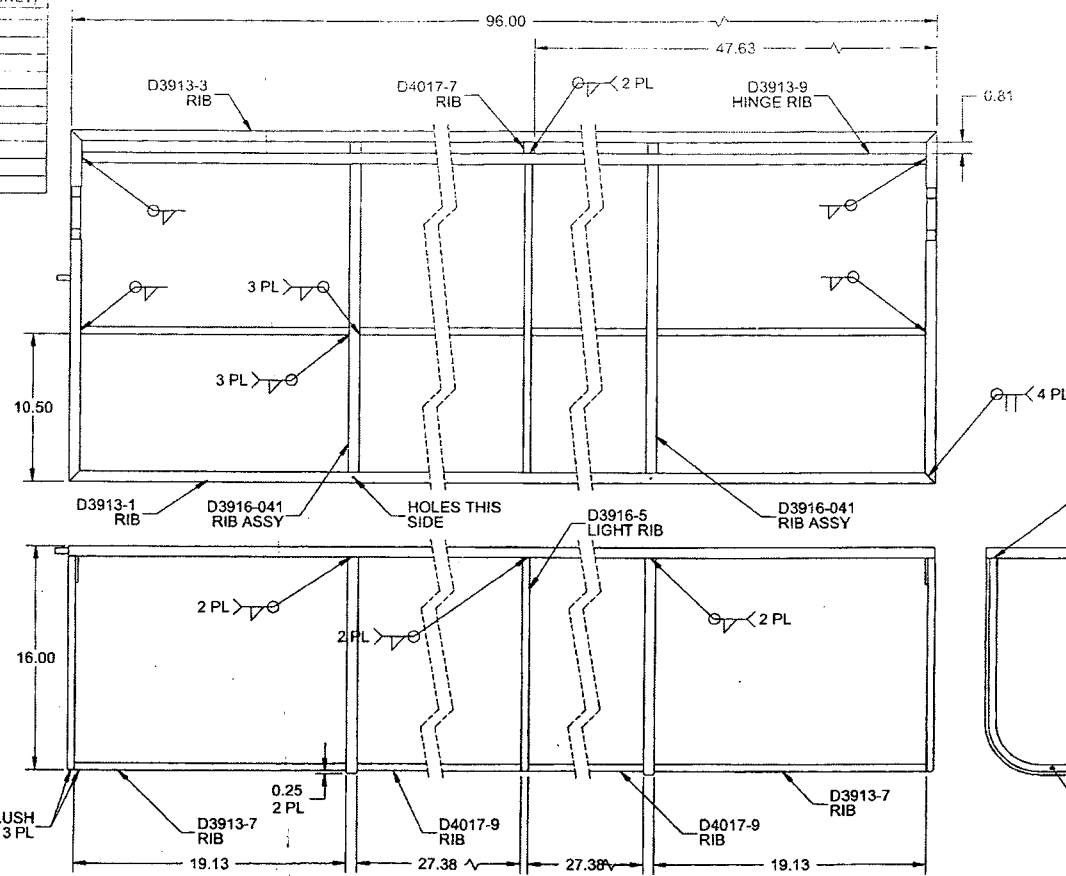 96.00
47.63
D3913-3
RIB
D4017-7
RIB
2 PL
D3913-9
HINGE RIB
0.81
3 PL
3 PL
10.50
4 PL
D3913-1
RIB
D3916-041
RIB ASSY
HOLES THIS
SIDE
D3916-5
LIGHT RIB
D3916-041
RIB ASSY
2 PL
2 PL
2 PL
16.00
0.25
2 PL
LUSH
3 PL
D3913-7
RIB
D4017-9
RIB
D4017-9
RIB
D3913-7
RIB
19.13
27.38
27.38
19.13